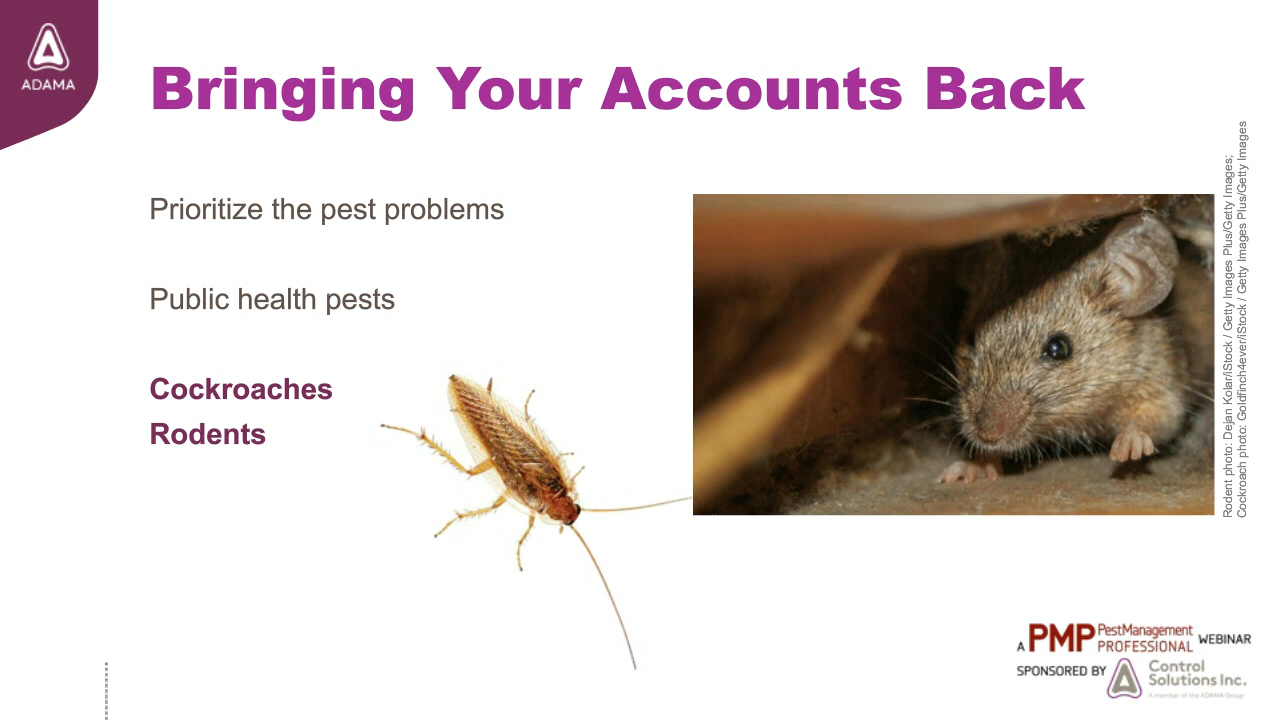 ADAMA
Bringing Your Accounts Back
Prioritize the pest problems
Public health pests
Cockroaches
Rodents
Rodent photo: Dejan Kolar/iStock / Getty Images Plus/Getty Images;
Cockroach photo: Goldfinch4ever/iStock / Getty Images Plus/Getty Images
A PMP PestManagement PROFESSIONAL WEBINAR
SPONSORED BY Control Solutions Inc.
A member of the ADAMA Group